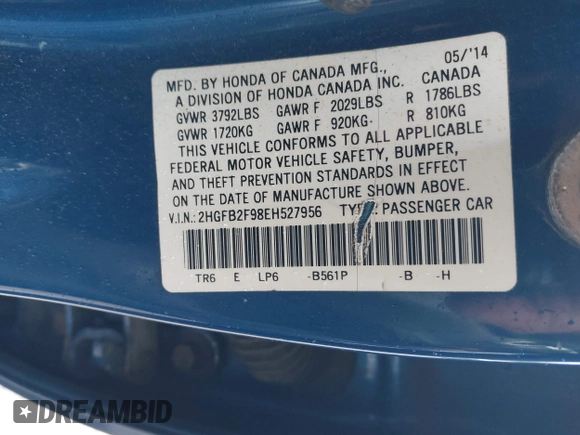 MFD. BY HONDA OF CANADA MFG., 05/'14
A DIVISION OF HONDA CANADA INC. CANADA
GVWR 3792LBS GAWR F 2029LBS R 1786LBS
GVWR 1720KG GAWR F 920KG R 810KG
THIS VEHICLE CONFORMS TO ALL APPLICABLE
FEDERAL MOTOR VEHICLE SAFETY, BUMPER,
AND THEFT PREVENTION STANDARDS IN EFFECT
ON THE DATE OF MANUFACTURE SHOWN ABOVE.
V.I.N.: 2HGFB2F98EH527956 TYPE: PASSENGER CAR
TR6 E LP6 -B561P -B -H
DREAMBID